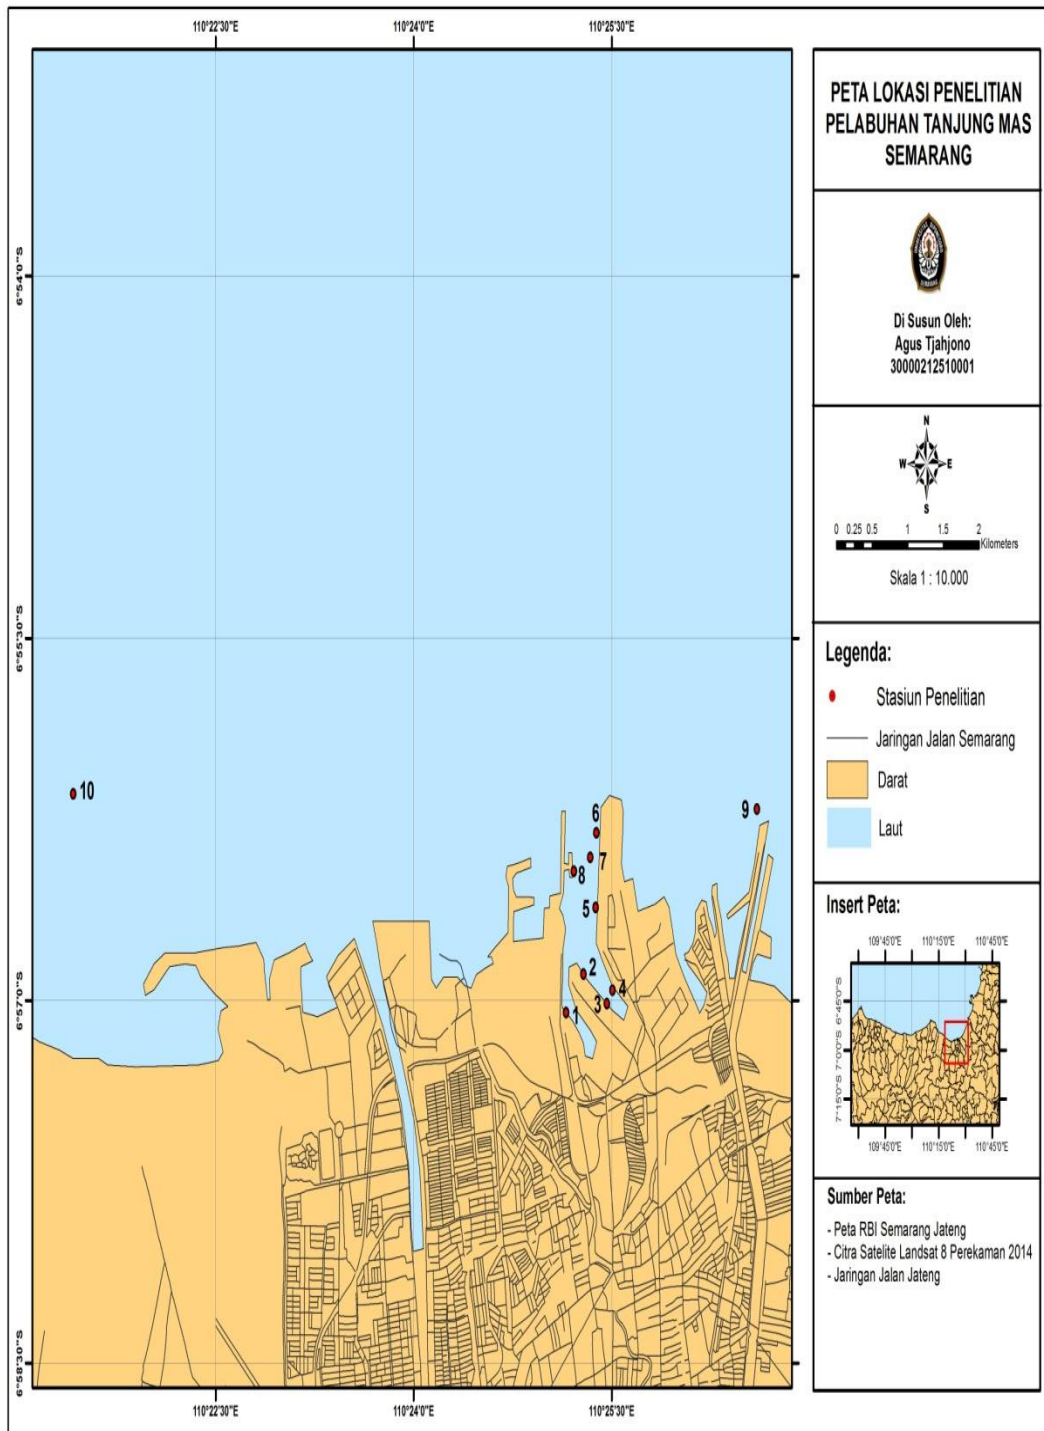 110°22'30"E 110°24'0"E 110°25'30"E
6°54'0"S
6°55'30"S
6°57'0"S
6°58'30"S
10
9
6
7
8
5
2
4
3
1
110°22'30"E 110°24'0"E 110°25'30"E
PETA LOKASI PENELITIAN
PELABUHAN TANJUNG MAS
SEMARANG
Di Susun Oleh:
Agus Tjahjono
30000212510001
N
W E
S
0 0.25 0.5 1 1.5 2
Kilometers
Skala 1 : 10.000
Legenda:
Stasiun Penelitian
Jaringan Jalan Semarang
Darat
Laut
Insert Peta:
109°45'0"E 110°15'0"E 110°45'0"E
6°45'0"S
7°0'0"S
7°15'0"S
109°45'0"E 110°15'0"E 110°45'0"E
Sumber Peta:
- Peta RBI Semarang Jateng
- Citra Satelite Landsat 8 Perekaman 2014
- Jaringan Jalan Jateng